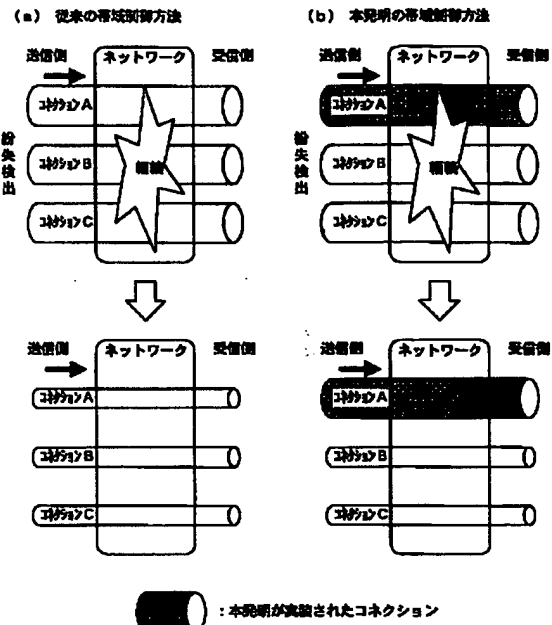 (a) 従来の帯域制御方法
送信側 ネットワーク 受信側
コネクションA
コネクションB
コネクションC
紛失検出
輻輳
送信側 ネットワーク 受信側
コネクションA
コネクションB
コネクションC
(b) 本発明の帯域制御方法
送信側 ネットワーク 受信側
コネクションA
コネクションB
コネクションC
紛失検出
輻輳
送信側 ネットワーク 受信側
コネクションA
コネクションB
コネクションC
:本発明が実装されたコネクション